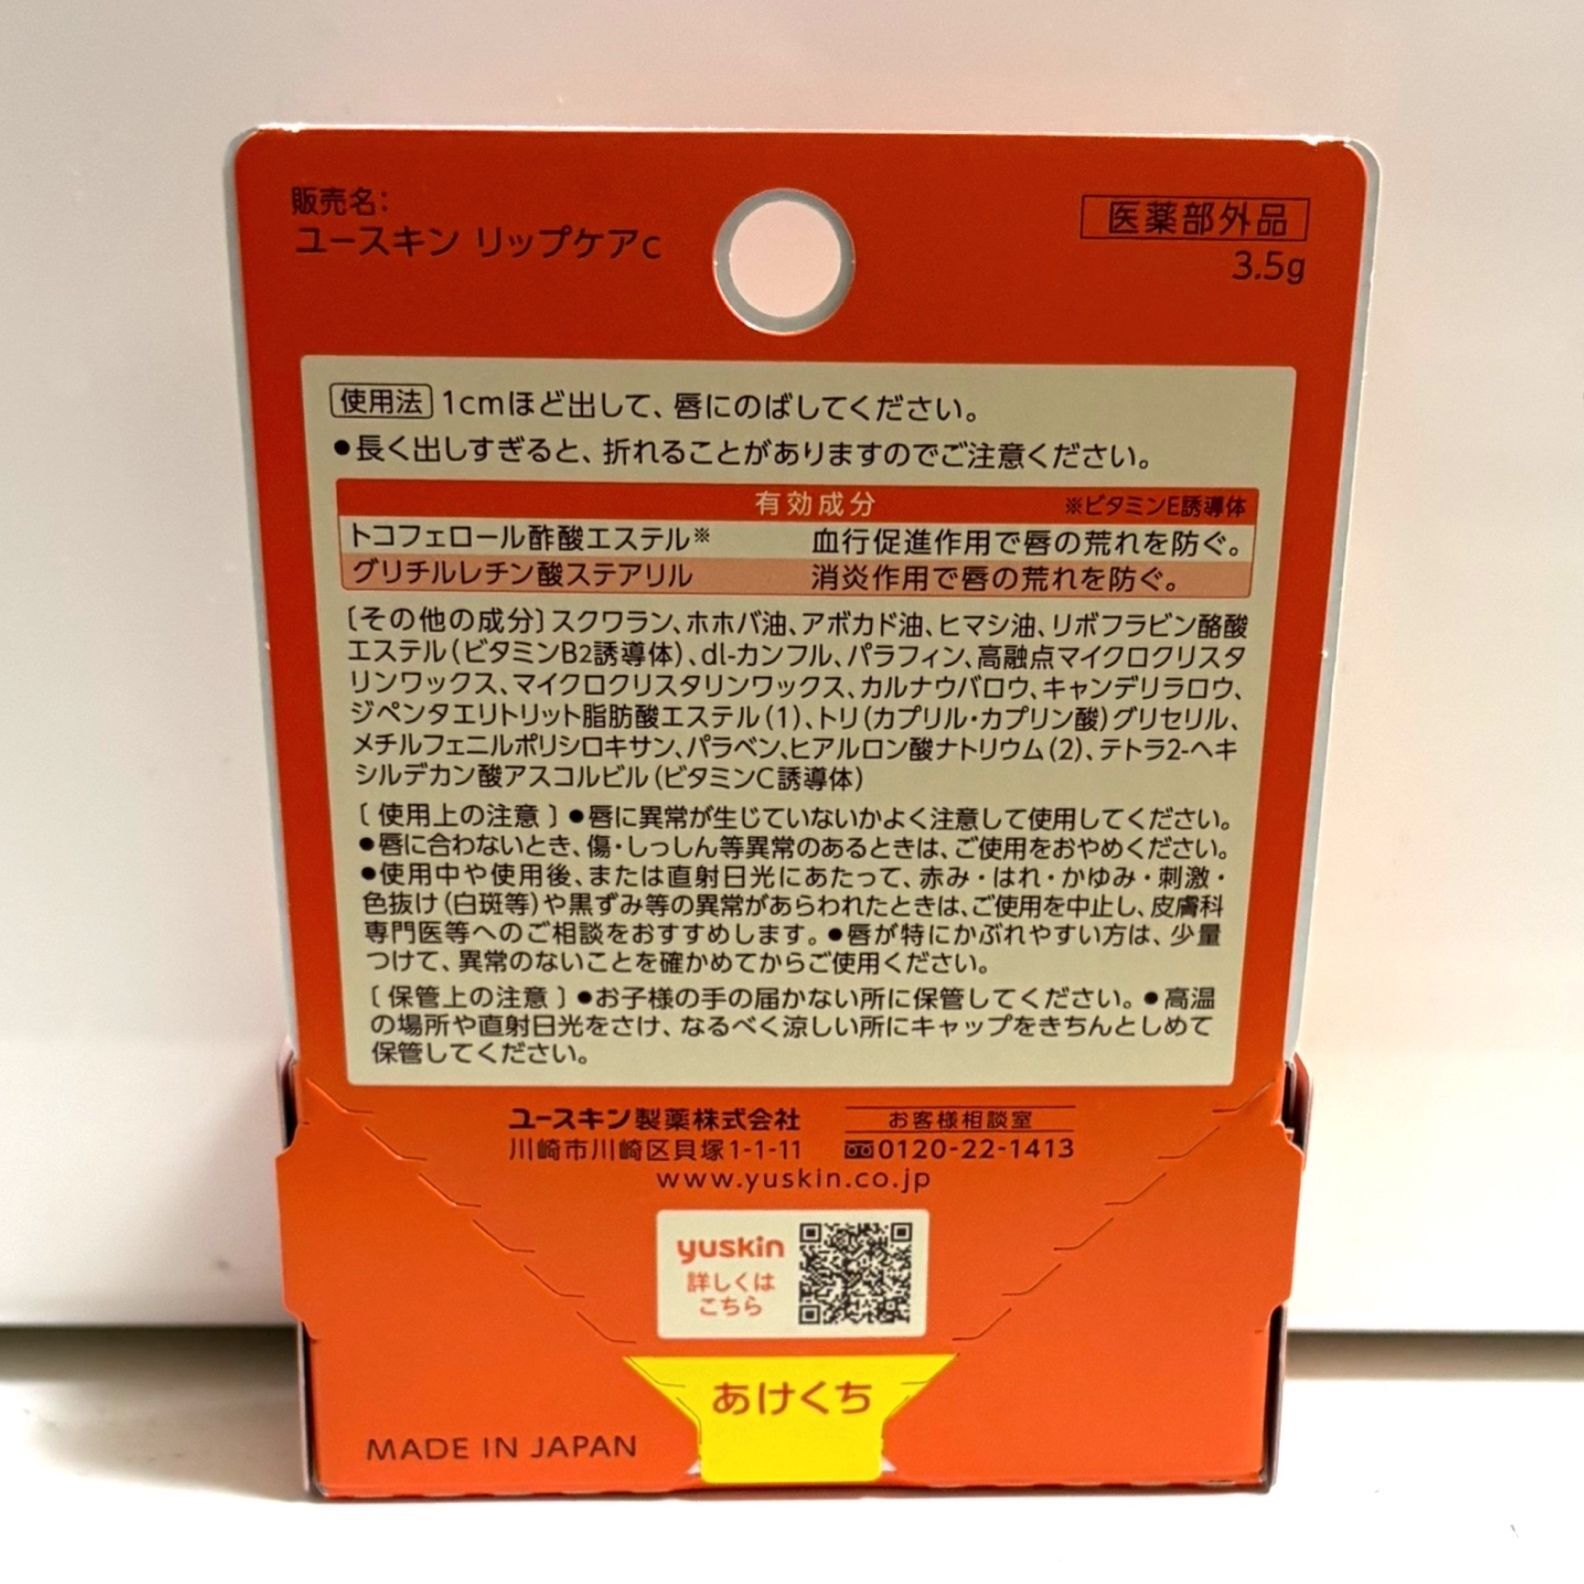 販売名:
ユースキン リップケアc
医薬部外品
3.5g
使用法 1cmほど出して、唇にのばしてください。
●長く出しすぎると、折れることがありますのでご注意ください。
有効成分 ※ビタミンE誘導体
トコフェロール酢酸エステル※ 血行促進作用で唇の荒れを防ぐ。
グリチルレチン酸ステアリル 消炎作用で唇の荒れを防ぐ。
〔その他の成分〕スクワラン、ホホバ油、アボカド油、ヒマシ油、リボフラビン酪酸
エステル(ビタミンB2誘導体)、dl-カンフル、パラフィン、高融点マイクロクリスタ
リンワックス、マイクロクリスタリンワックス、カルナウバロウ、キャンデリラロウ、
ジペンタエリトリット脂肪酸エステル(1)、トリ(カプリル・カプリン酸)グリセリル、
メチルフェニルポリシロキサン、パラベン、ヒアルロン酸ナトリウム(2)、テトラ2-ヘキ
シルデカン酸アスコルビル(ビタミンC誘導体)
〔使用上の注意〕●唇に異常が生じていないかよく注意して使用してください。
●唇に合わないとき、傷・しっしん等異常のあるときは、ご使用をおやめください。
●使用中や使用後、または直射日光にあたって、赤み・はれ・かゆみ・刺激・
色抜け(白斑等)や黒ずみ等の異常があらわれたときは、ご使用を中止し、皮膚科
専門医等へのご相談をおすすめします。●唇が特にかぶれやすい方は、少量
つけて、異常のないことを確かめてからご使用ください。
〔保管上の注意〕●お子様の手の届かない所に保管してください。●高温
の場所や直射日光をさけ、なるべく涼しい所にキャップをきちんとしめて
保管してください。
ユースキン製薬株式会社
川崎市川崎区貝塚1-1-11
お客様相談室
0120-22-1413
www.yuskin.co.jp
yuskin
詳しくは
こちら
あけくち
MADE IN JAPAN